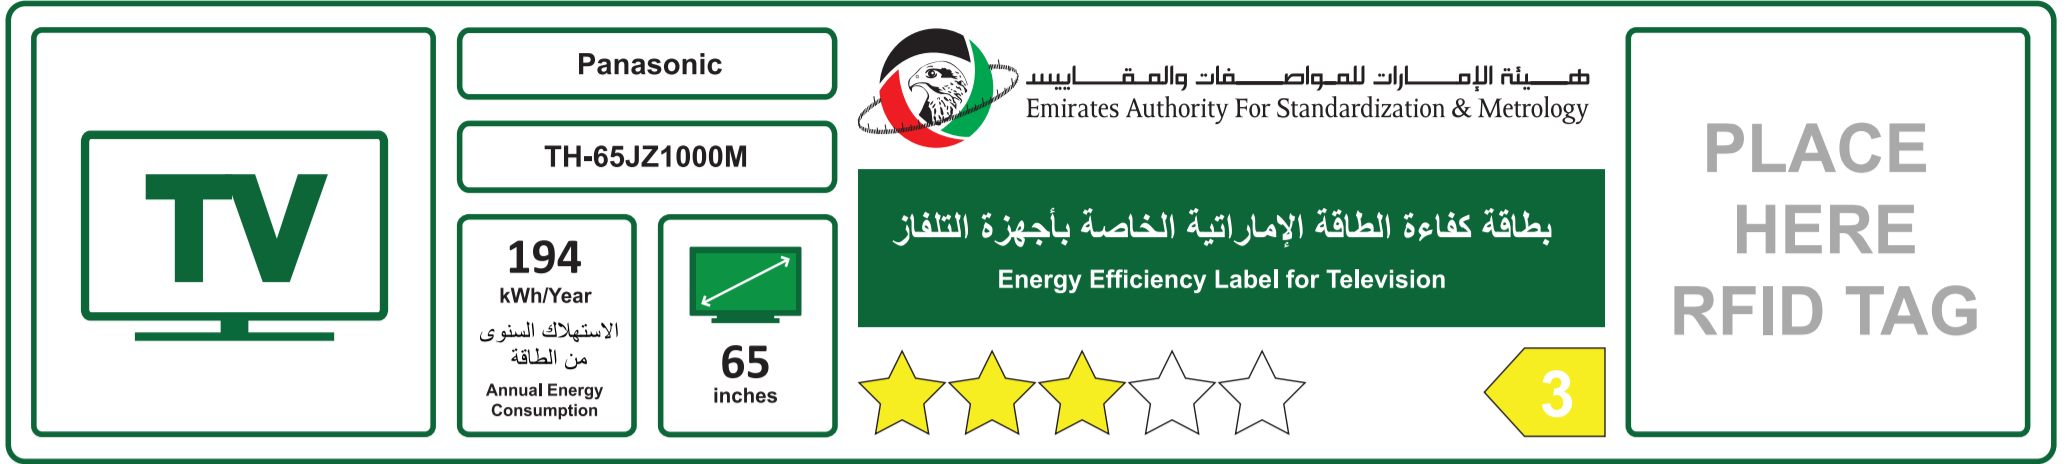 TV
Panasonic
TH-65JZ1000M
194
kWh/Year
الاستهلاك السنوى
من الطاقة
Annual Energy
Consumption
65
inches
هيئة الإمارات للمواصفات والمقاييس
Emirates Authority For Standardization & Metrology
بطاقة كفاءة الطاقة الإماراتية الخاصة بأجهزة التلفاز
Energy Efficiency Label for Television
3
PLACE
HERE
RFID TAG